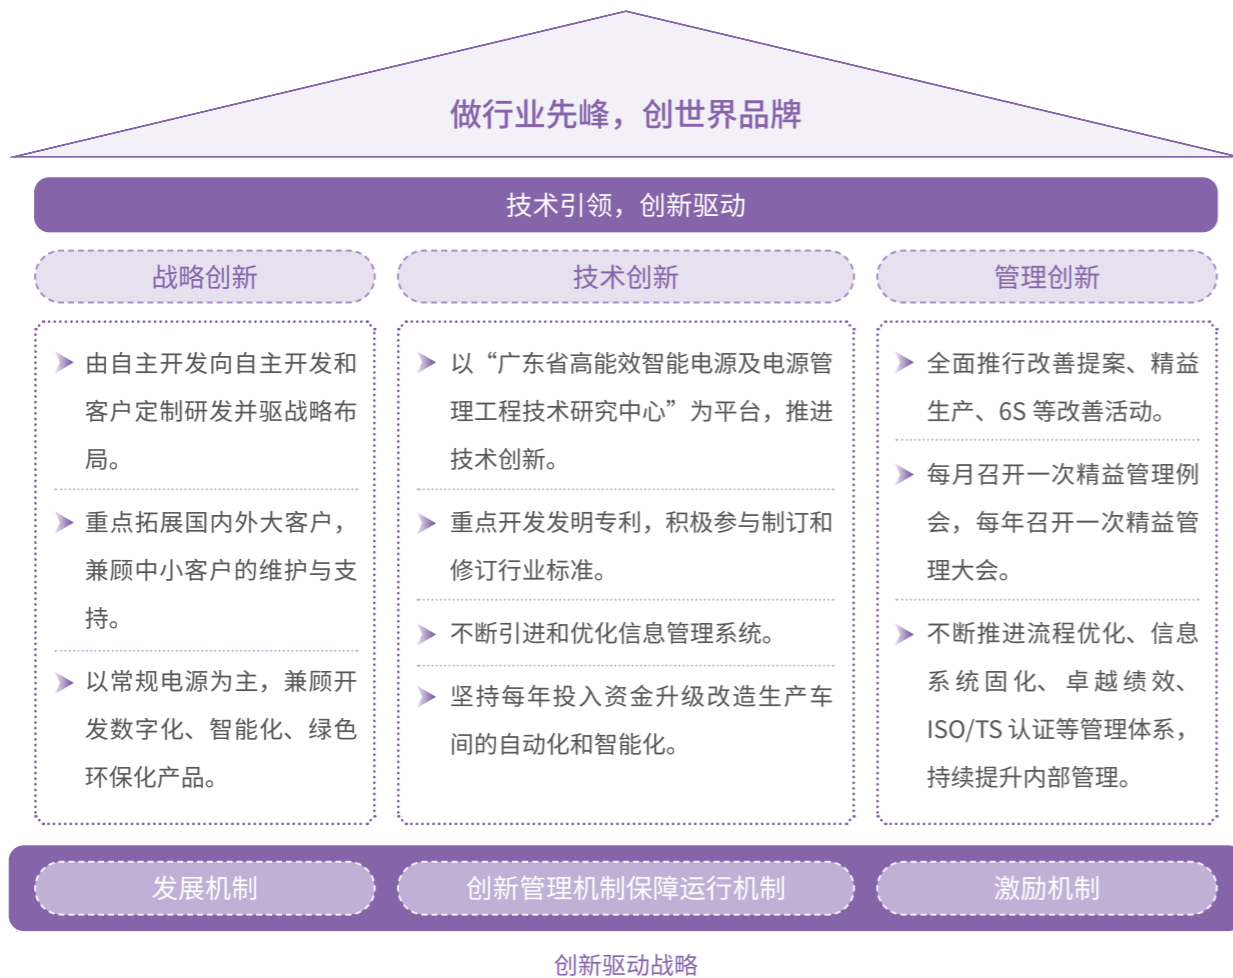 做行业先峰，创世界品牌
技术引领，创新驱动
战略创新
由自主开发向自主开发和
客户定制研发并驱战略布
局。
重点拓展国内外大客户，
兼顾中小客户的维护与支
持。
以常规电源为主，兼顾开
发数字化、智能化、绿色
环保化产品。
技术创新
以“广东省高能效智能电源及电源管
理工程技术研究中心”为平台，推进
技术创新。
重点开发发明专利，积极参与制订和
修订行业标准。
不断引进和优化信息管理系统。
坚持每年投入资金升级改造生产车
间的自动化和智能化。
管理创新
全面推行改善提案、精益
生产、6S 等改善活动。
每月召开一次精益管理例
会，每年召开一次精益管
理大会。
不断推进流程优化、信息
系统固化、卓越绩效、
ISO/TS 认证等管理体系，
持续提升内部管理。
发展机制
创新管理机制保障运行机制
激励机制
创新驱动战略